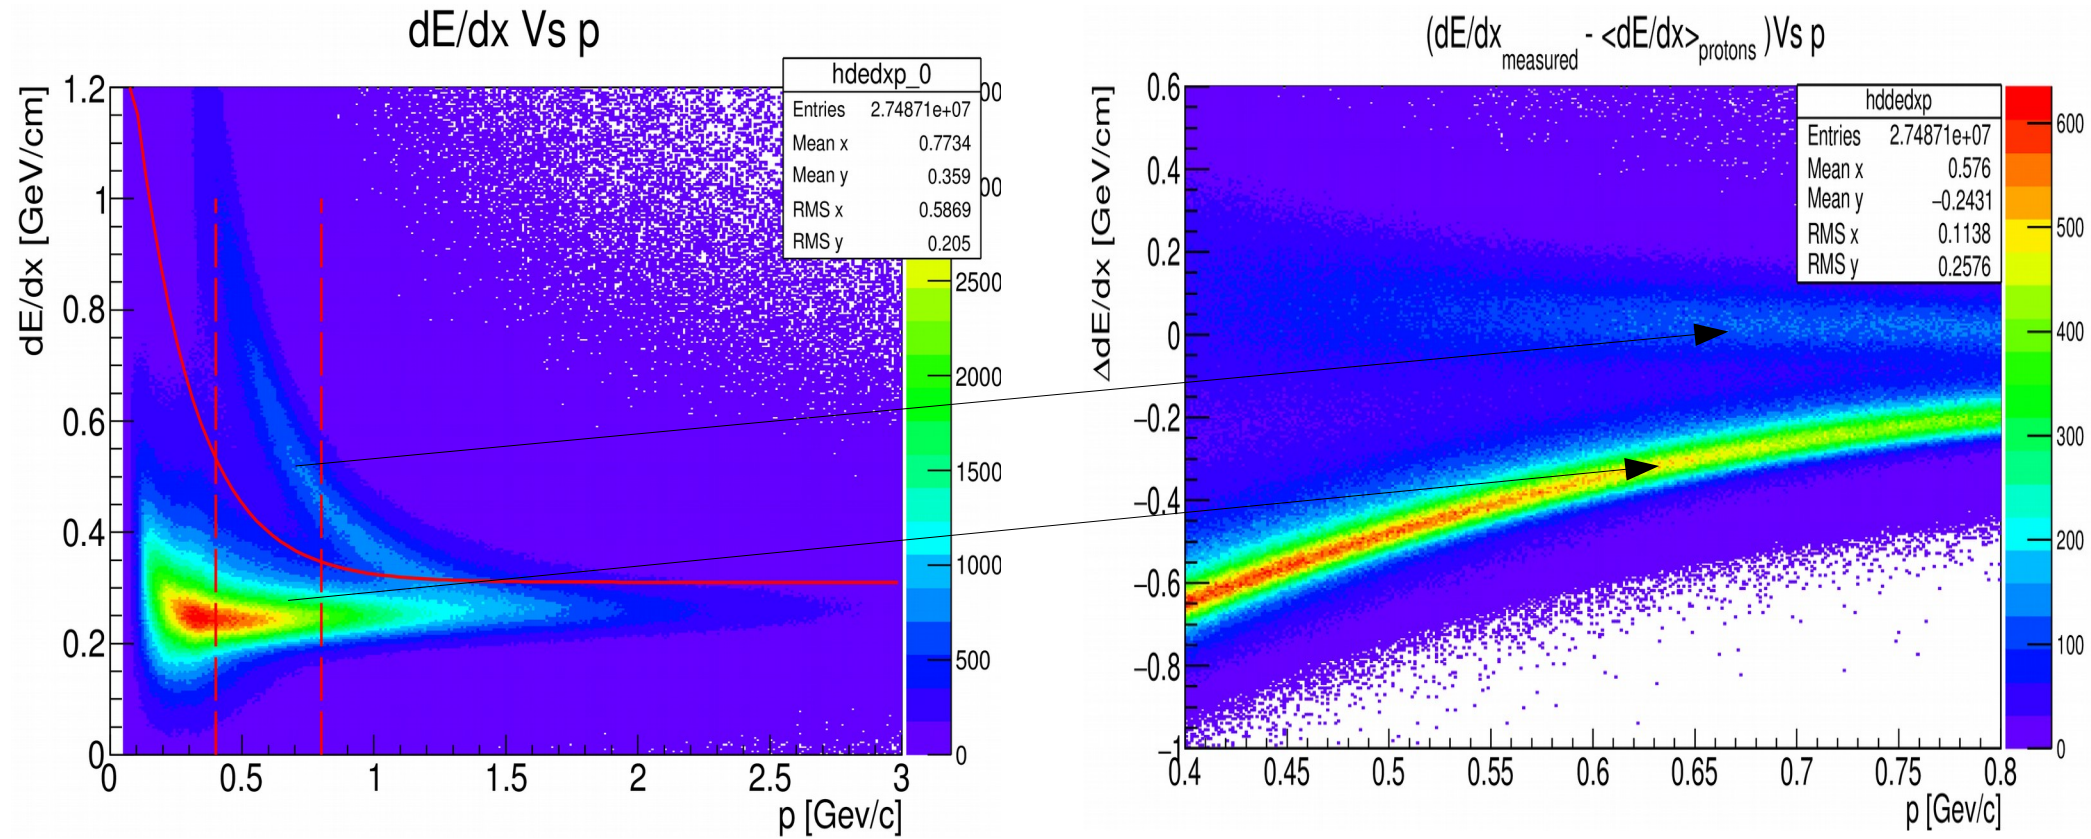 dE/dx Vs p
hdedxp_0
Entries 2.74871e+07
Mean x 0.7734
Mean y 0.359
RMS x 0.5869
RMS y 0.205
dE/dx [GeV/cm]
1.2
1
0.8
0.6
0.4
0.2
0
0 0.5 1 1.5 2 2.5 3
p [Gev/c]
00
00
2500
2000
1500
1000
500
0
(dE/dx measured - <dE/dx> protons )Vs p
hddedxp
Entries 2.74871e+07
Mean x 0.576
Mean y −0.2431
RMS x 0.1138
RMS y 0.2576
ΔdE/dx [GeV/cm]
0.6
0.4
0.2
0
−0.2
−0.4
−0.6
−0.8
−1
0.4 0.45 0.5 0.55 0.6 0.65 0.7 0.75 0.8
p [Gev/c]
600
500
400
300
200
100
0